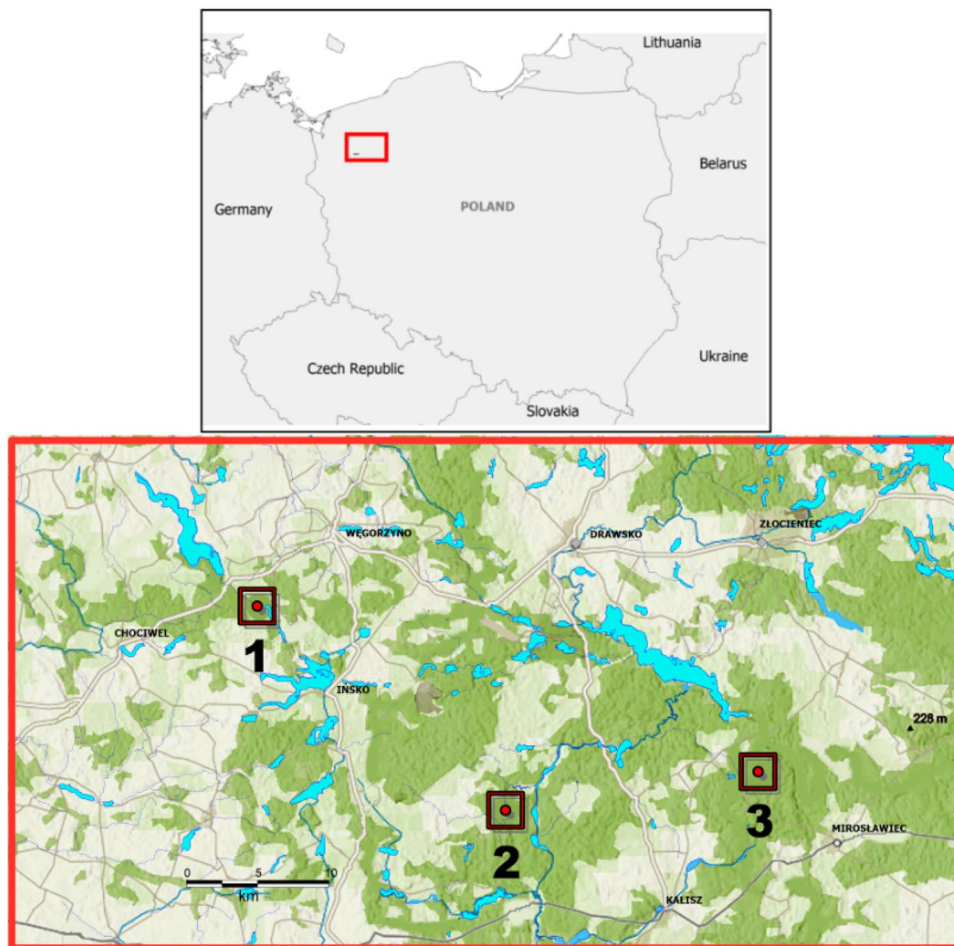 Lithuania
Belarus
Germany
POLAND
Ukraine
Czech Republic
Slovakia
WĘGORZYNO
DRAWSKO
ZŁOCIENIEC
CHOCIWEL
1
INSKO
228 m
2
3
MIROSŁAWIEC
0 5 10
km
KALISZ